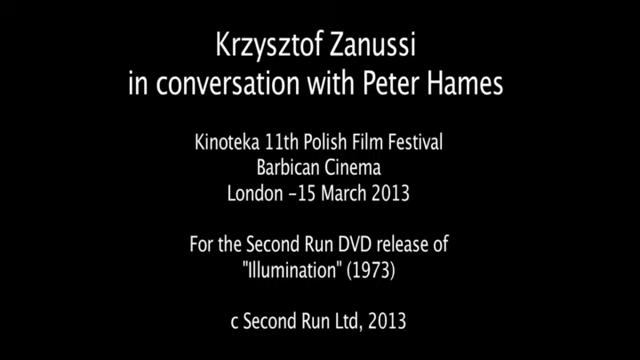 Krzysztof Zanussi
in conversation with Peter Hames
Kinoteka 11th Polish Film Festival
Barbican Cinema
London –15 March 2013
For the Second Run DVD release of
"Illumination" (1973)
c Second Run Ltd, 2013